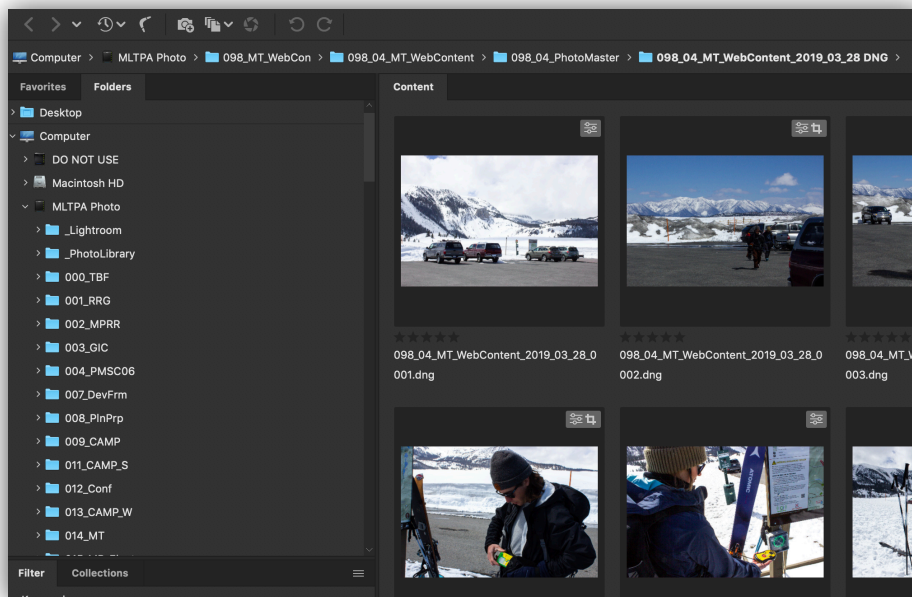 Computer > MLTPA Photo > 098_MT_WebCon > 098_04_MT_WebContent > 098_04_PhotoMaster > 098_04_MT_WebContent_2019_03_28 DNG >
Favorites Folders
Content
Desktop
Computer
DO NOT USE
Macintosh HD
MLTPA Photo
_Lightroom
_PhotoLibrary
000_TBF
001_RRG
002_MPRR
003_GIC
004_PMSC06
007_DevFrm
008_PlnPrp
009_CAMP
011_CAMP_S
012_Conf
013_CAMP_W
014_MT
Filter Collections
098_04_MT_WebContent_2019_03_28_0
001.dng
098_04_MT_WebContent_2019_03_28_0
002.dng
098_04_MT_
003.dng
ATOMIC